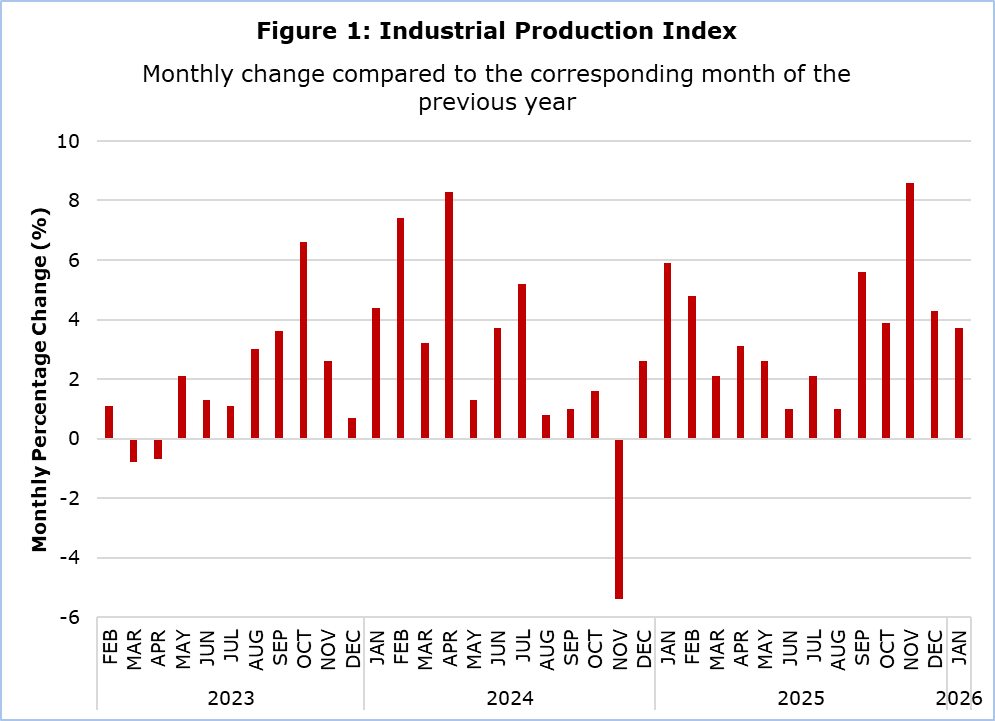 Figure 1: Industrial Production Index
Monthly change compared to the corresponding month of the
previous year
Monthly Percentage Change (%)
10
8
6
4
2
0
-2
-4
-6
FEB MAR APR MAY JUN JUL AUG SEP OCT NOV DEC JAN FEB MAR APR MAY JUN JUL AUG SEP OCT NOV DEC JAN FEB MAR APR MAY JUN JUL AUG SEP OCT NOV DEC JAN
2023 2024 2025 2026